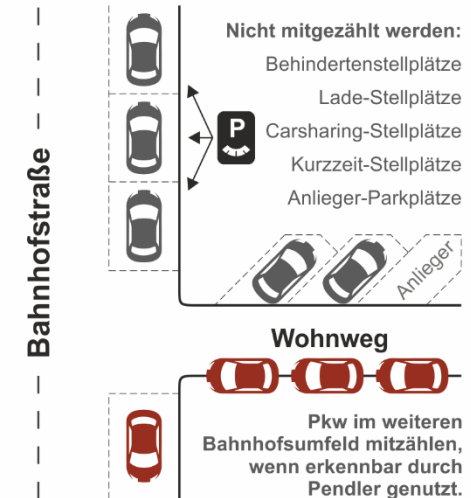 Nicht mitgezählt werden:
Behindertenstellplätze
Lade-Stellplätze
P
Carsharing-Stellplätze
Kurzzeit-Stellplätze
Anlieger-Parkplätze
Bahnhofstraße
Anlieger
Wohnweg
Pkw im weiteren
Bahnhofsumfeld mitzählen,
wenn erkennbar durch
Pendler genutzt.